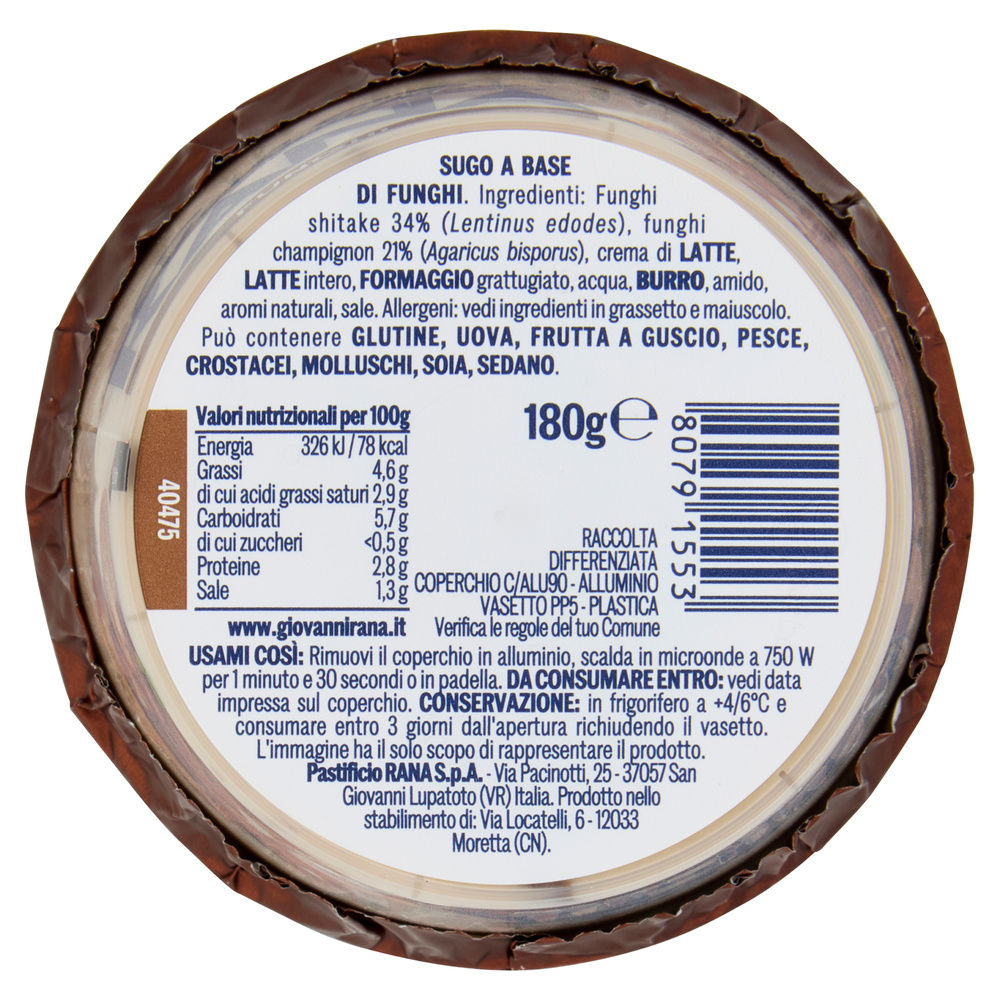 SUGO A BASE
DI FUNGHI. Ingredienti: Funghi
shitake 34% (Lentinus edodes), funghi
champignon 21% (Agaricus bisporus), crema di LATTE,
LATTE intero, FORMAGGIO grattugiato, acqua, BURRO, amido,
aromi naturali, sale. Allergeni: vedi ingredienti in grassetto e maiuscolo.
Può contenere GLUTINE, UOVA, FRUTTA A GUSCIO, PESCE,
CROSTACEI, MOLLUSCHI, SOIA, SEDANO.
Valori nutrizionali per 100g
Energia 326 kJ / 78 kcal
Grassi 4,6 g
di cui acidi grassi saturi 2,9 g
Carboidrati 5,7 g
di cui zuccheri <0,5 g
Proteine 2,8 g
Sale 1,3 g
www.giovannirana.it
40475
180g℮
8079 1553
RACCOLTA
DIFFERENZIATA
COPERCHIO C/ALU90 - ALLUMINIO
VASETTO PP5 - PLASTICA
Verifica le regole del tuo Comune
USAMI COSÌ: Rimuovi il coperchio in alluminio, scalda in microonde a 750 W
per 1 minuto e 30 secondi o in padella. DA CONSUMARE ENTRO: vedi data
impressa sul coperchio. CONSERVAZIONE: in frigorifero a +4/6°C e
consumare entro 3 giorni dall'apertura richiudendo il vasetto.
L'immagine ha il solo scopo di rappresentare il prodotto.
Pastificio RANA S.p.A. - Via Pacinotti, 25 - 37057 San
Giovanni Lupatoto (VR) Italia. Prodotto nello
stabilimento di: Via Locatelli, 6 - 12033
Moretta (CN).